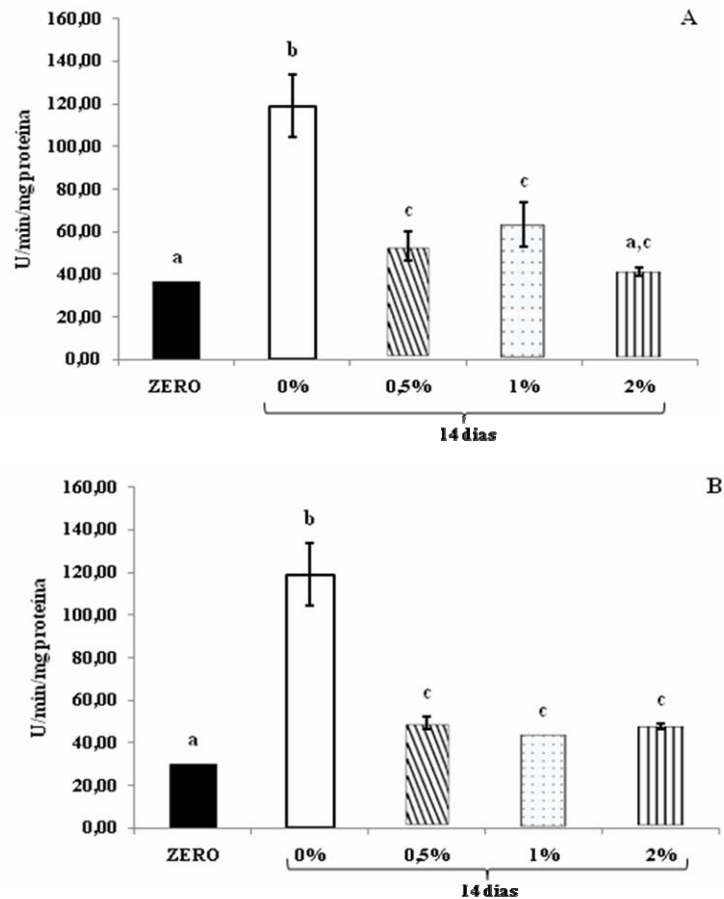 A
160,00
140,00
120,00
100,00
80,00
60,00
40,00
20,00
0,00
U/min/mg proteína
a
b
c
c
a,c
ZERO 0% 0,5% 1% 2%
14 dias
B
160,00
140,00
120,00
100,00
80,00
60,00
40,00
20,00
0,00
U/min/mg proteína
a
b
c
c
c
ZERO 0% 0,5% 1% 2%
14 dias